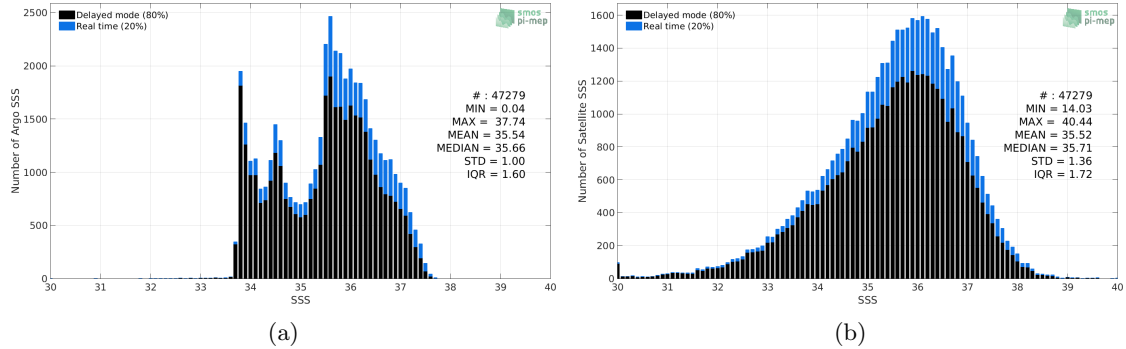 Delayed mode (80%)
Real time (20%)
smos
pi-mep
# : 47279
MIN = 0.04
MAX = 37.74
MEAN = 35.54
MEDIAN = 35.66
STD = 1.00
IQR = 1.60
Number of Argo SSS
2500
2000
1500
1000
500
0
30 31 32 33 34 35 36 37 38 39 40
SSS
(a)
Delayed mode (80%)
Real time (20%)
smos
pi-mep
# : 47279
MIN = 14.03
MAX = 40.44
MEAN = 35.52
MEDIAN = 35.71
STD = 1.36
IQR = 1.72
Number of Satellite SSS
1600
1400
1200
1000
800
600
400
200
0
30 31 32 33 34 35 36 37 38 39 40
SSS
(b)